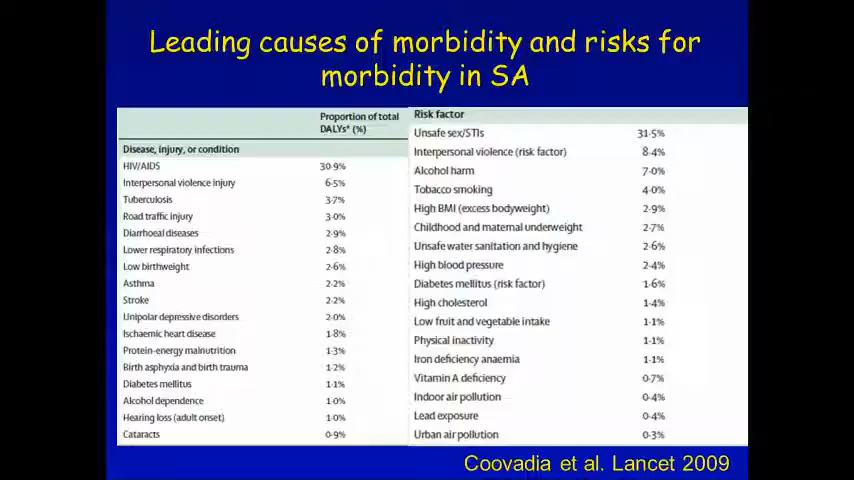 Leading causes of morbidity and risks for
morbidity in SA
Proportion of total
DALYs* (%)
Disease, injury, or condition
HIV/AIDS 30·9%
Interpersonal violence injury 6·5%
Tuberculosis 3·7%
Road traffic injury 3·0%
Diarrhoeal diseases 2·9%
Lower respiratory infections 2·8%
Low birthweight 2·6%
Asthma 2·2%
Stroke 2·2%
Unipolar depressive disorders 2·0%
Ischaemic heart disease 1·8%
Protein-energy malnutrition 1·3%
Birth asphyxia and birth trauma 1·2%
Diabetes mellitus 1·1%
Alcohol dependence 1·0%
Hearing loss (adult onset) 1·0%
Cataracts 0·9%
Risk factor
Unsafe sex/STIs 31·5%
Interpersonal violence (risk factor) 8·4%
Alcohol harm 7·0%
Tobacco smoking 4·0%
High BMI (excess bodyweight) 2·9%
Childhood and maternal underweight 2·7%
Unsafe water sanitation and hygiene 2·6%
High blood pressure 2·4%
Diabetes mellitus (risk factor) 1·6%
High cholesterol 1·4%
Low fruit and vegetable intake 1·1%
Physical inactivity 1·1%
Iron deficiency anaemia 1·1%
Vitamin A deficiency 0·7%
Indoor air pollution 0·4%
Lead exposure 0·4%
Urban air pollution 0·3%
Coovadia et al. Lancet 2009